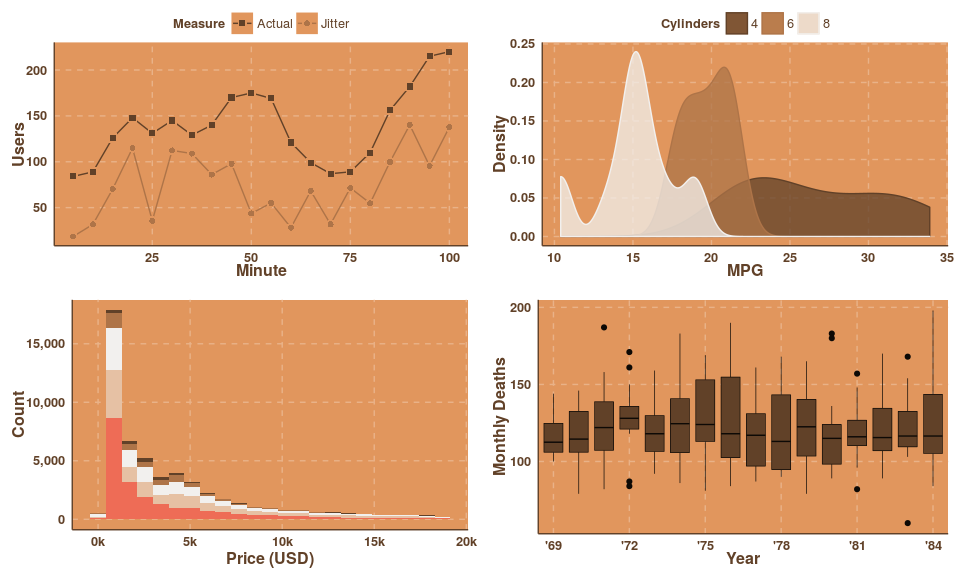 Measure Actual Jitter
200
150
100
50
Users
25 50 75 100
Minute
Cylinders 4 6 8
0.25
0.20
0.15
0.10
0.05
0.00
Density
10 15 20 25 30 35
MPG
15,000
10,000
5,000
0
Count
0k 5k 10k 15k 20k
Price (USD)
200
150
100
Monthly Deaths
'69 '72 '75 '78 '81 '84
Year